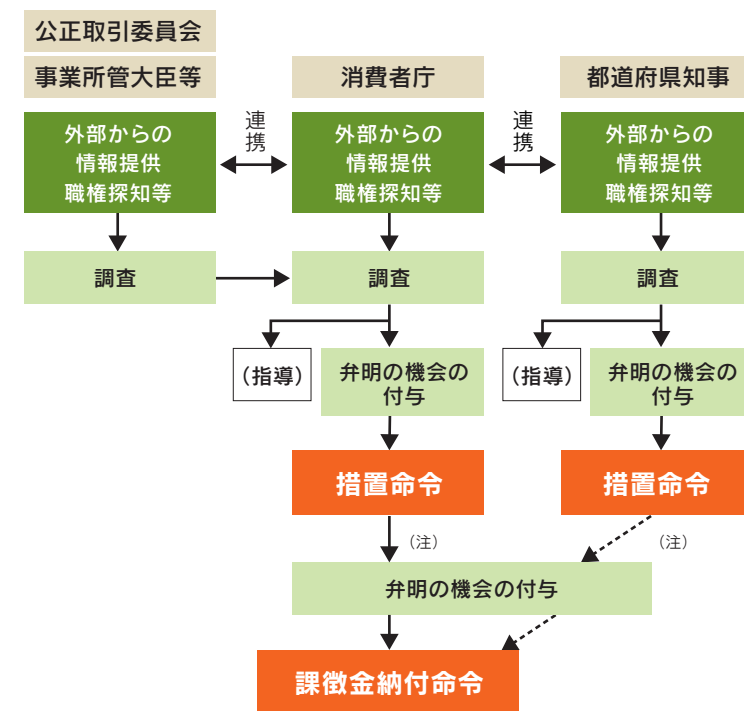 公正取引委員会
事業所管大臣等
消費者庁
都道府県知事
外部からの
情報提供
職権探知等
連携
外部からの
情報提供
職権探知等
連携
外部からの
情報提供
職権探知等
調査
調査
調査
（指導）
弁明の機会の
付与
（指導）
弁明の機会の
付与
措置命令
措置命令
（注）
（注）
弁明の機会の付与
課徴金納付命令